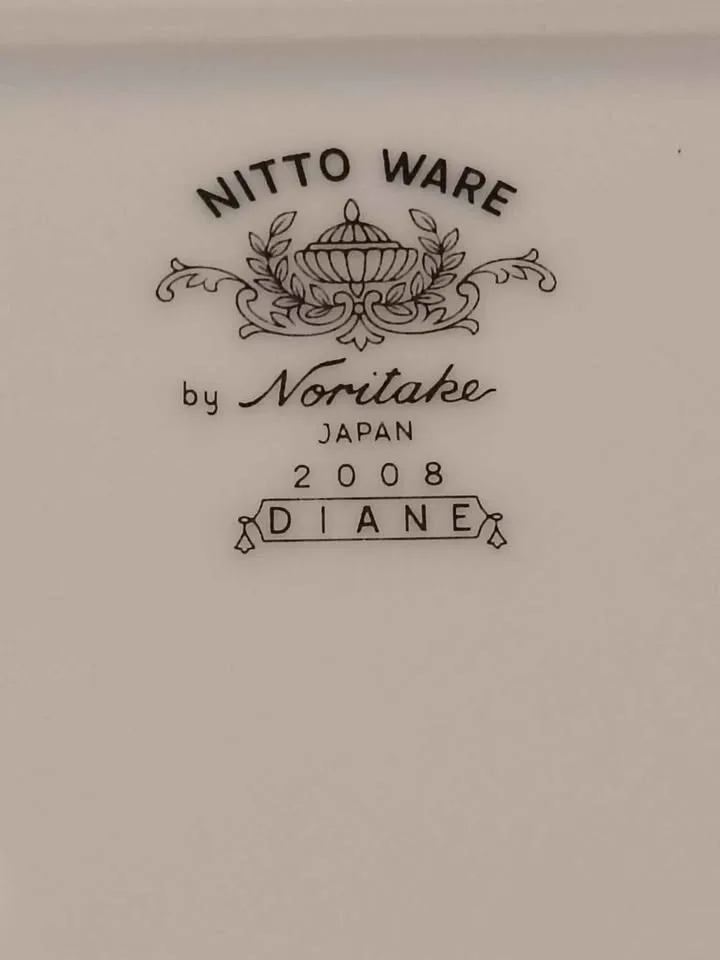 NITTO WARE
by Noritake
JAPAN
2008
DIANE